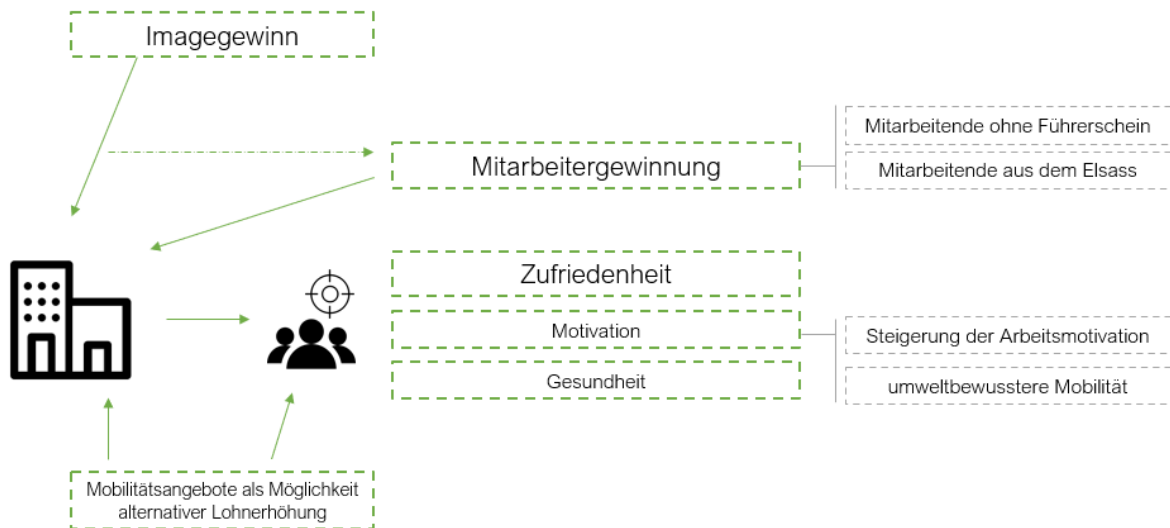 Imagegewinn
Mitarbeitergewinnung
Mitarbeitende ohne Führerschein
Mitarbeitende aus dem Elsass
Zufriedenheit
Motivation
Gesundheit
Steigerung der Arbeitsmotivation
umweltbewusstere Mobilität
Mobilitätsangebote als Möglichkeit
alternativer Lohnerhöhung